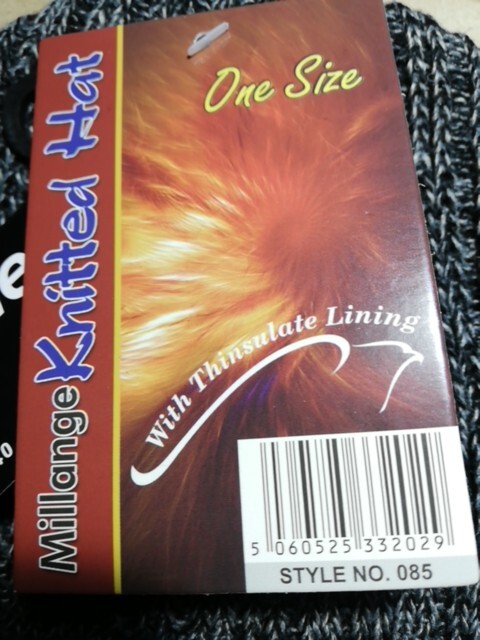 One Size
Millange Knitted Hat
With Thinsulate Lining
5 060525 332029
STYLE NO. 085